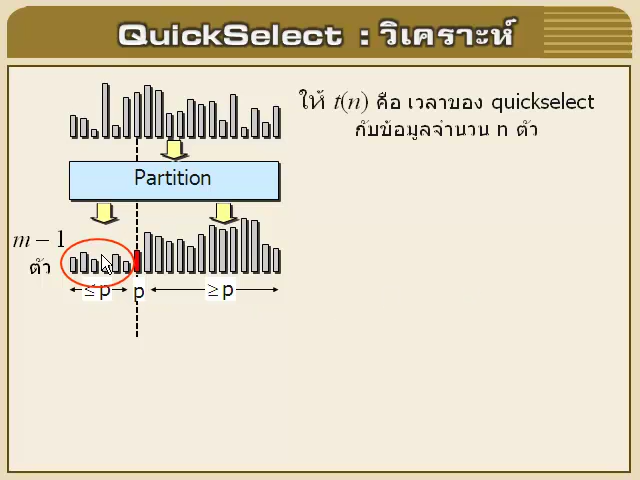 QuickSelect : วิเคราะห์
ให้ t(n) คือ เวลาของ quickselect
กับข้อมูลจำนวน n ตัว
Partition
m – 1
ตัว
≤ p p ≥ p